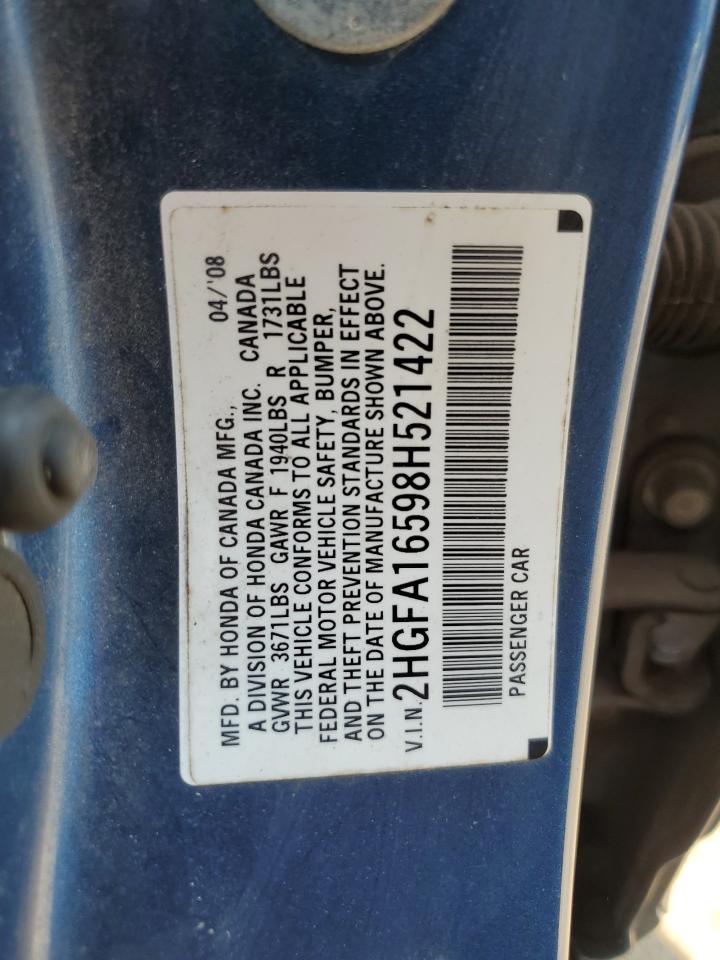 MFD. BY HONDA OF CANADA MFG., 04/'08
A DIVISION OF HONDA CANADA INC. CANADA
GVWR 3671LBS GAWR F 1940LBS R 1731LBS
THIS VEHICLE CONFORMS TO ALL APPLICABLE
FEDERAL MOTOR VEHICLE SAFETY, BUMPER,
AND THEFT PREVENTION STANDARDS IN EFFECT
ON THE DATE OF MANUFACTURE SHOWN ABOVE.
V.I.N. 2HGFA16598H521422
PASSENGER CAR